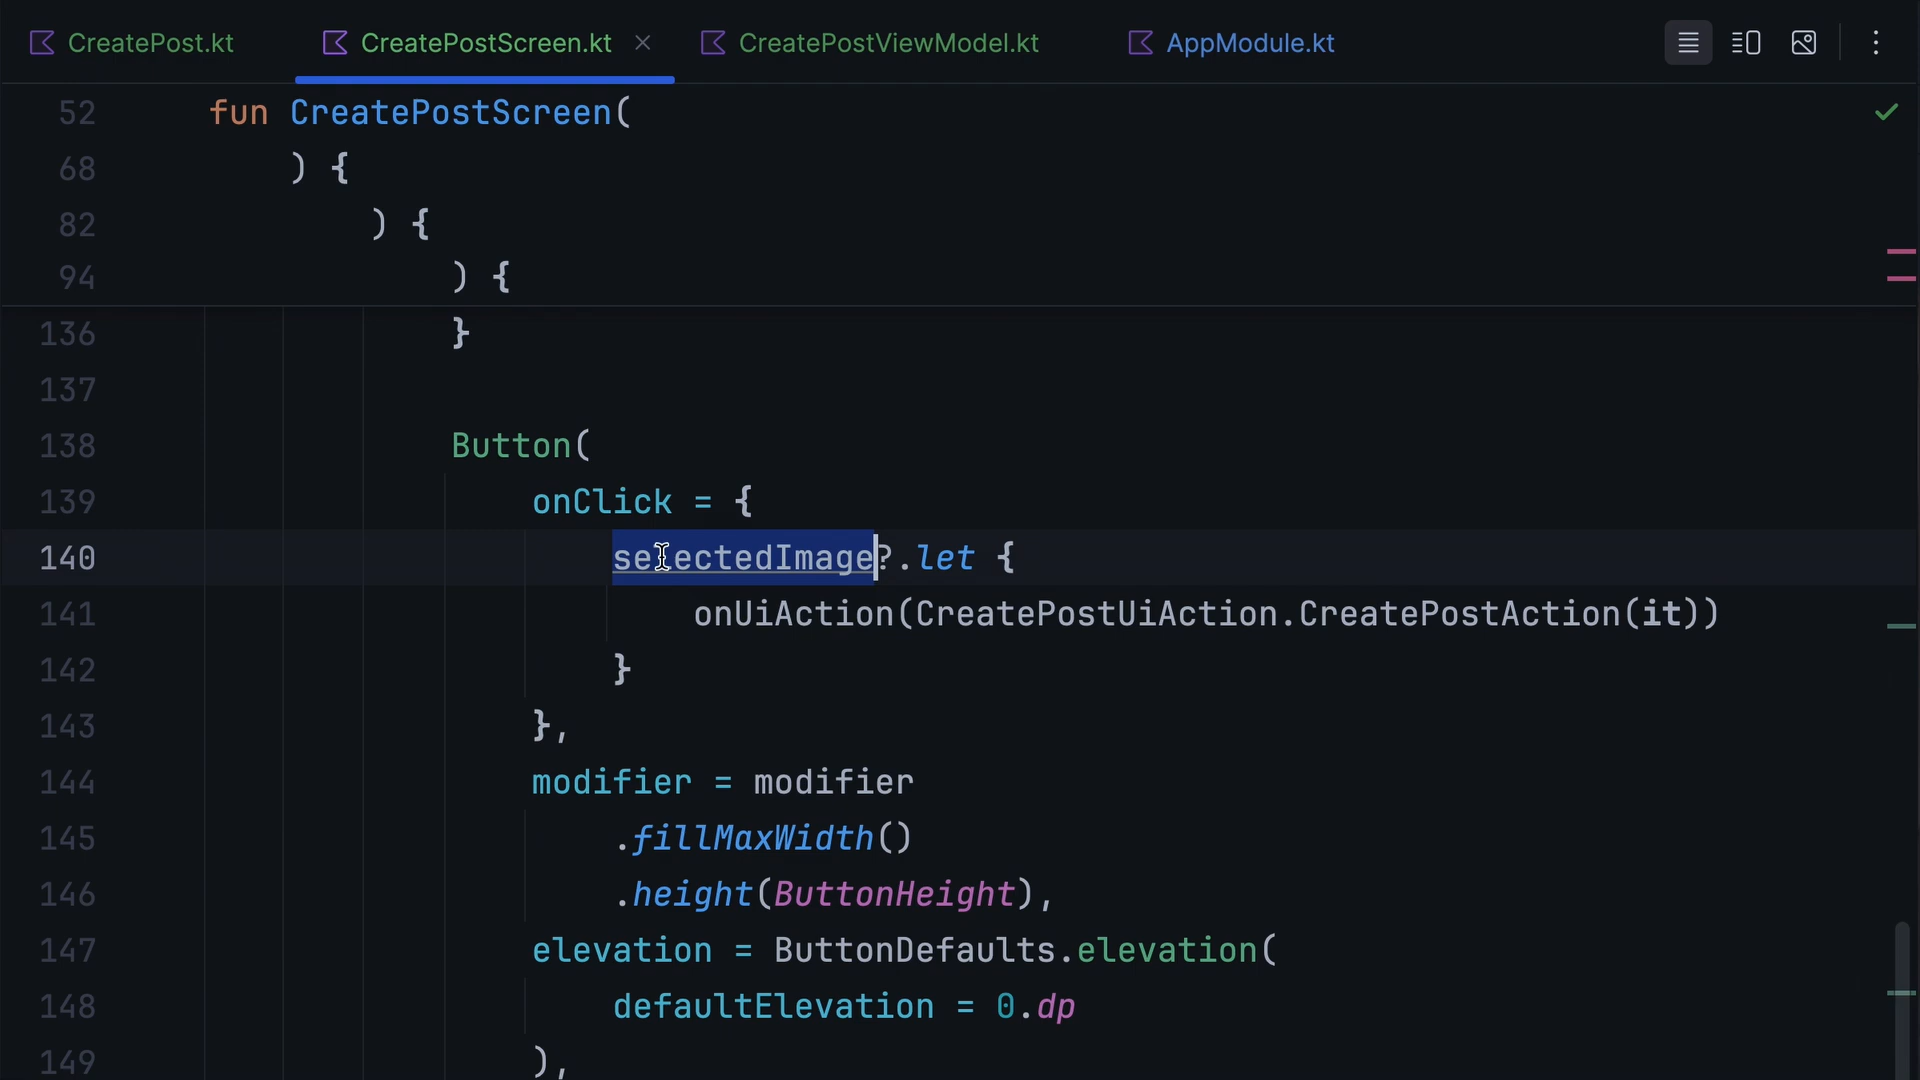 CreatePost.kt CreatePostScreen.kt CreatePostViewModel.kt AppModule.kt
52 fun CreatePostScreen(
68 ) {
82 ) {
94 ) {
136 }
137
138 Button(
139 onClick = {
140 selectedImage?.let {
141 onUiAction(CreatePostUiAction.CreatePostAction(it))
142 }
143 },
144 modifier = modifier
145 .fillMaxWidth()
146 .height(ButtonHeight),
147 elevation = ButtonDefaults.elevation(
148 defaultElevation = 0.dp
149 ),